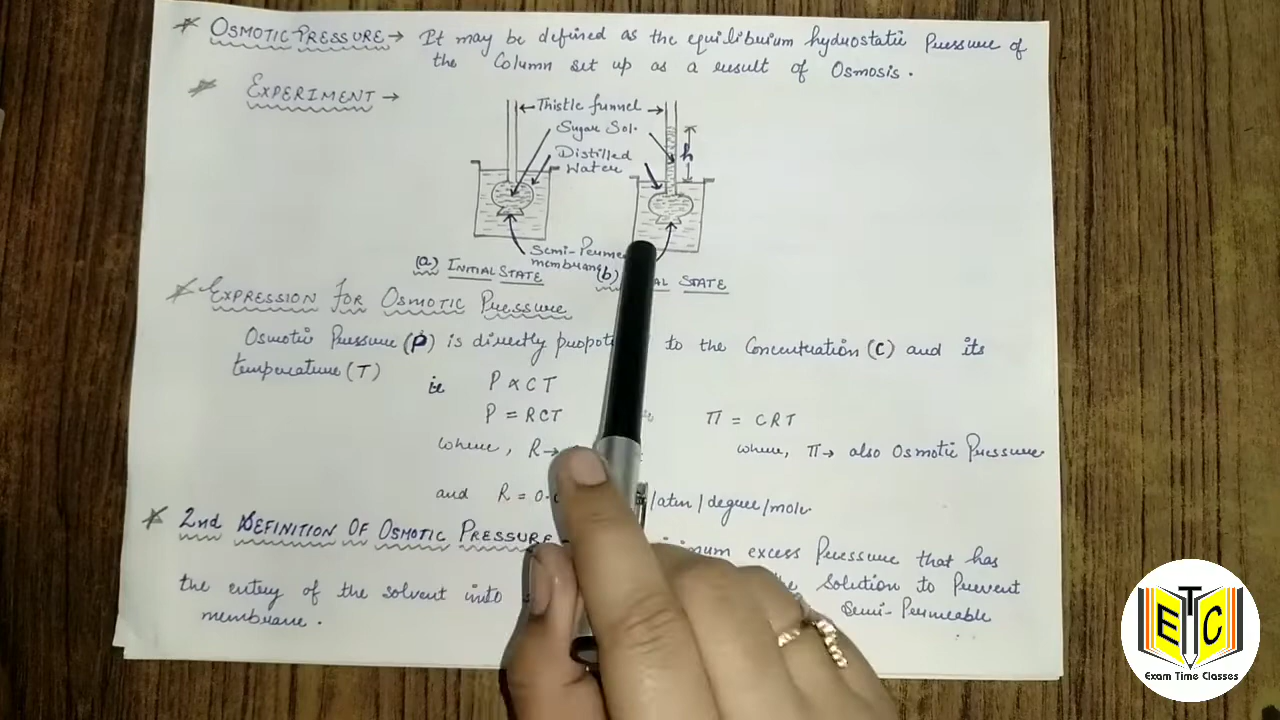 OSMOTIC PRESSURE → It may be defined as the equilibrium hydrostatic Pressure of
the Column set up as a result of Osmosis.
EXPERIMENT →
Thistle funnel
Sugar Sol.
Distilled
Water
h
Semi-Perme
membrane
(a) INITIAL STATE
(b) STATE
EXPRESSION FOR OSMOTIC PRESSURE
Osmotic Pressure (P) is directly to the Concentration (C) and its
temperature (T)
ie P ∝ CT
P = RCT
π = CRT
where, R →
where, π → also Osmotic Pressure
and R = 0.0 /atm/degree/mole
2nd DEFINITION OF OSMOTIC PRESSURE
excess Pressure that has
the solution to Prevent
the entry of the solvent into
Semi-Permeable
membrane.
ETC
Exam Time Classes